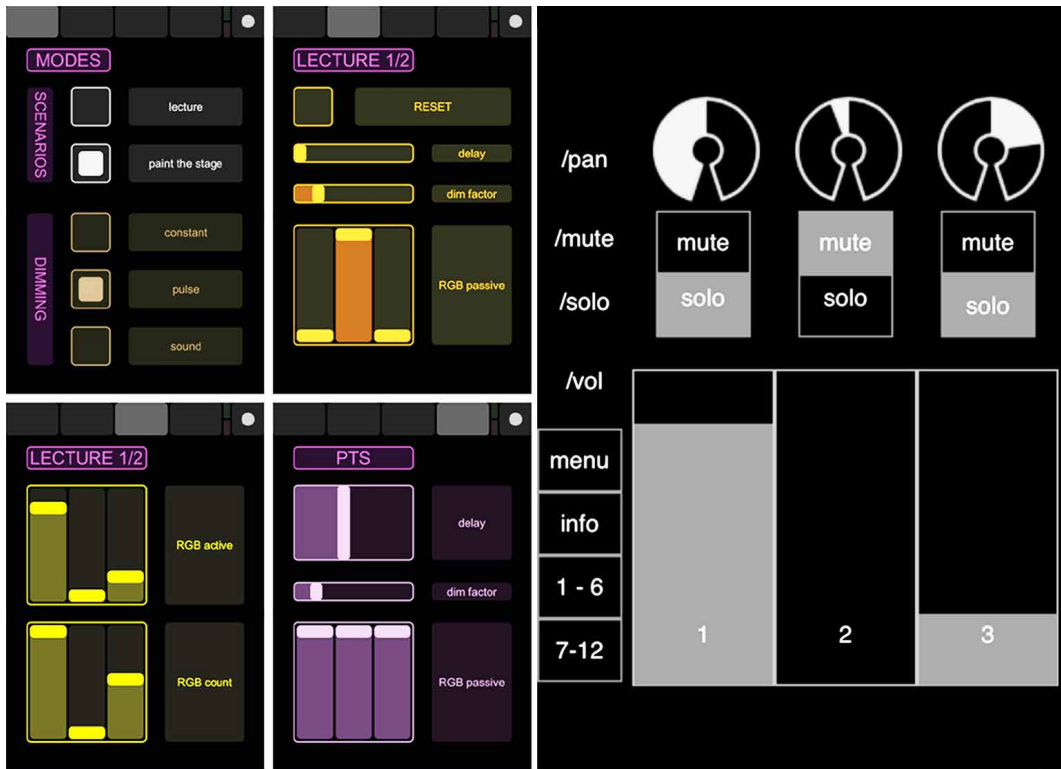 MODES
SCENARIOS
lecture
paint the stage
DIMMING
constant
pulse
sound
LECTURE 1/2
RESET
delay
dim factor
RGB passive
LECTURE 1/2
RGB active
RGB count
PTS
delay
dim factor
RGB passive
/pan
/mute
mute
mute
mute
/solo
solo
solo
solo
/vol
menu
info
1 - 6
7-12
1
2
3